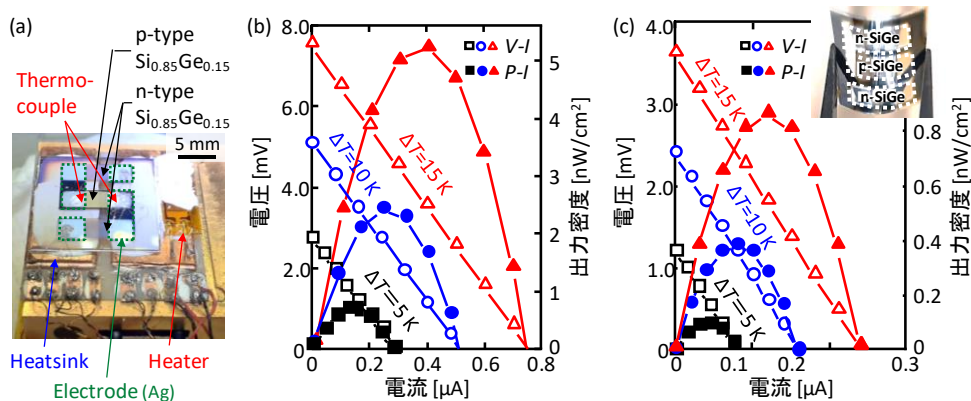 (a)
p-type
Si0.85Ge0.15
Thermo-
couple
n-type
Si0.85Ge0.15
5 mm
Heatsink
Heater
Electrode (Ag)
(b)
8.0
6.0
4.0
2.0
0
電圧 [mV]
V-I
P-I
ΔT=15 K
ΔT=10 K
ΔT=5 K
5
4
3
2
1
0
出力密度 [nW/cm2]
0
0.2
0.4
0.6
0.8
電流 [μA]
(c)
4.0
3.0
2.0
1.0
0
電圧 [mV]
V-I
P-I
n-SiGe
p-SiGe
n-SiGe
ΔT=15 K
ΔT=10 K
ΔT=5 K
0.8
0.6
0.4
0.2
0
出力密度 [nW/cm2]
0
0.1
0.2
0.3
電流 [μA]